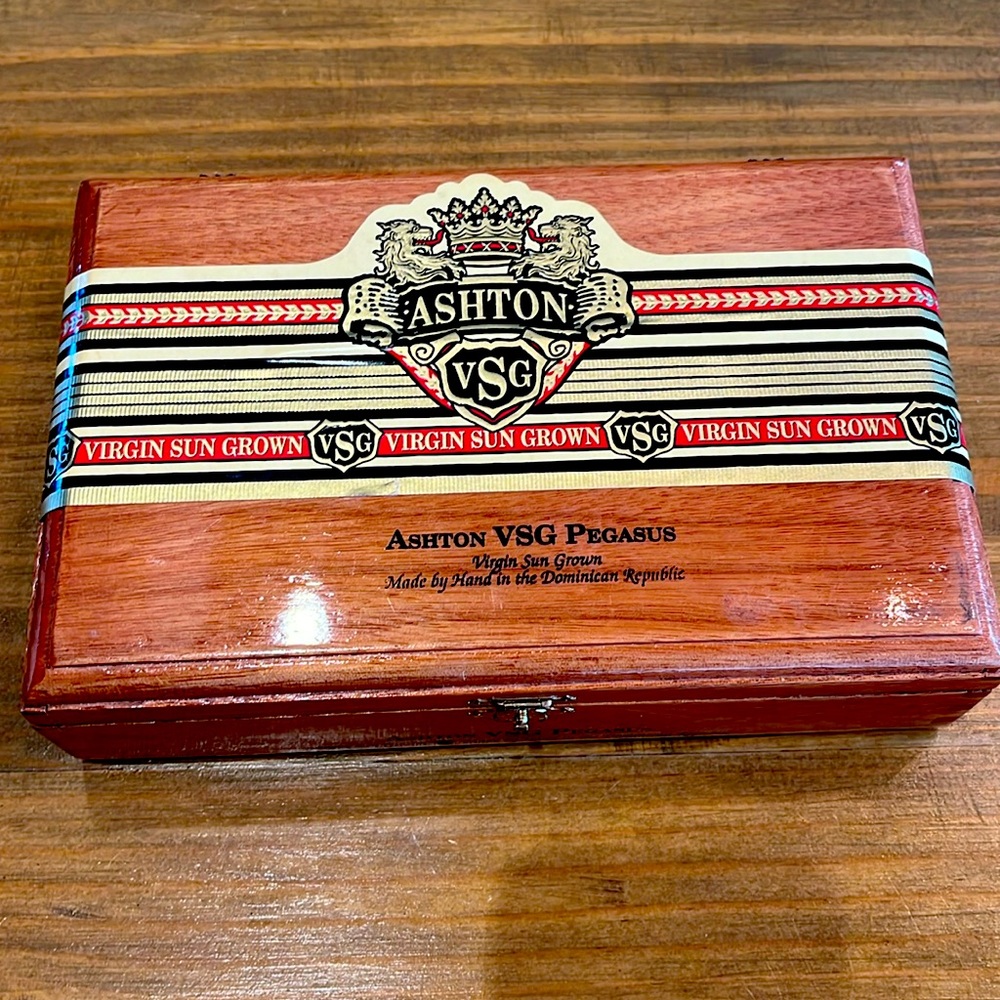 ASHTON
VSG
VSG VIRGIN SUN GROWN VSG VIRGIN SUN GROWN VSG VIRGIN SUN GROWN VSG
ASHTON VSG PEGASUS
Virgin Sun Grown
Made by Hand in the Dominican Republic